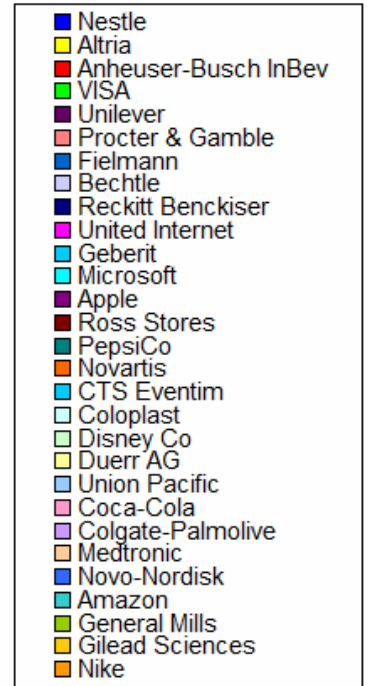 Nestle
Altria
Anheuser-Busch InBev
VISA
Unilever
Procter & Gamble
Fielmann
Bechtle
Reckitt Benckiser
United Internet
Geberit
Microsoft
Apple
Ross Stores
PepsiCo
Novartis
CTS Eventim
Coloplast
Disney Co
Duerr AG
Union Pacific
Coca-Cola
Colgate-Palmolive
Medtronic
Novo-Nordisk
Amazon
General Mills
Gilead Sciences
Nike